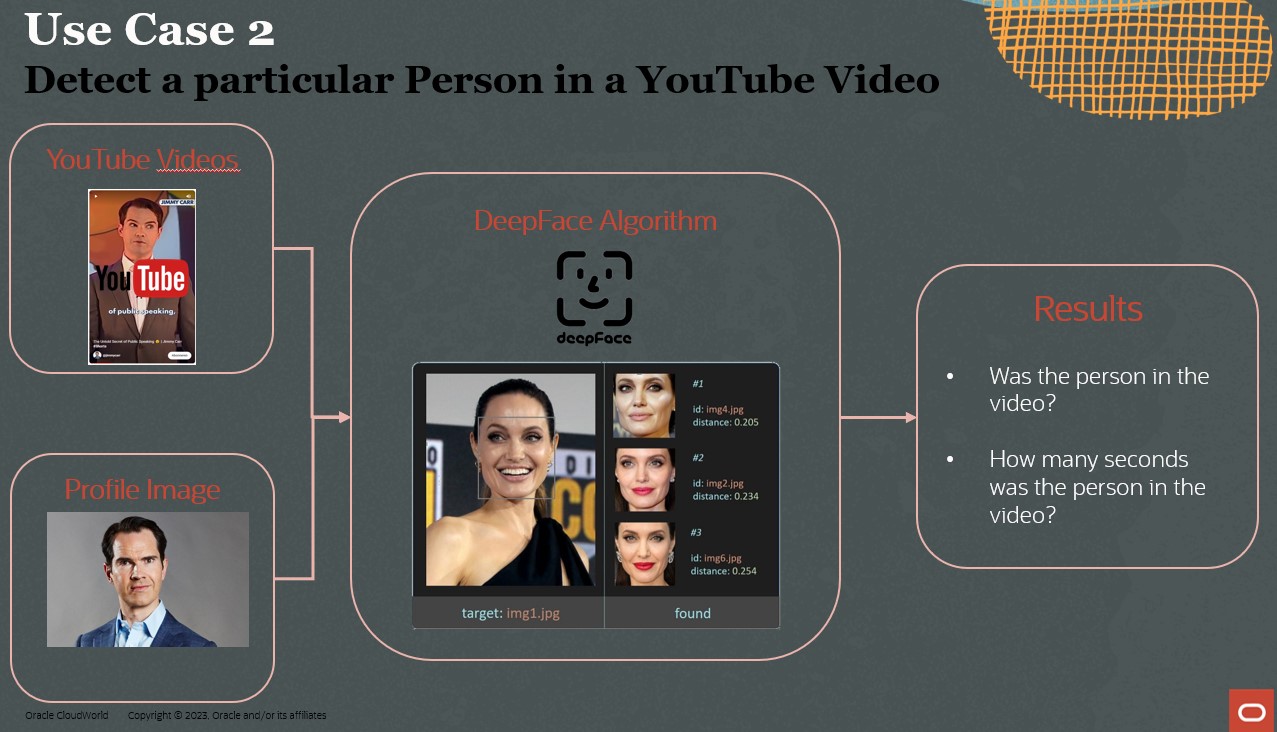 Use Case 2
Detect a particular Person in a YouTube Video
YouTube Videos
JIMMY CARR
You Tube
of public speaking.
The Untold Secret of Public Speaking
Jimmy Carr
Profile Image
DeepFace Algorithm
deepFace
#1
id: img4.jpg
distance: 0.205
#2
id: img2.jpg
distance: 0.234
#3
id: img6.jpg
distance: 0.254
target: img1.jpg
found
Results
• Was the person in the
video?
• How many seconds
was the person in the
video?
Oracle CloudWorld
Copyright © 2023, Oracle and/or its affiliates